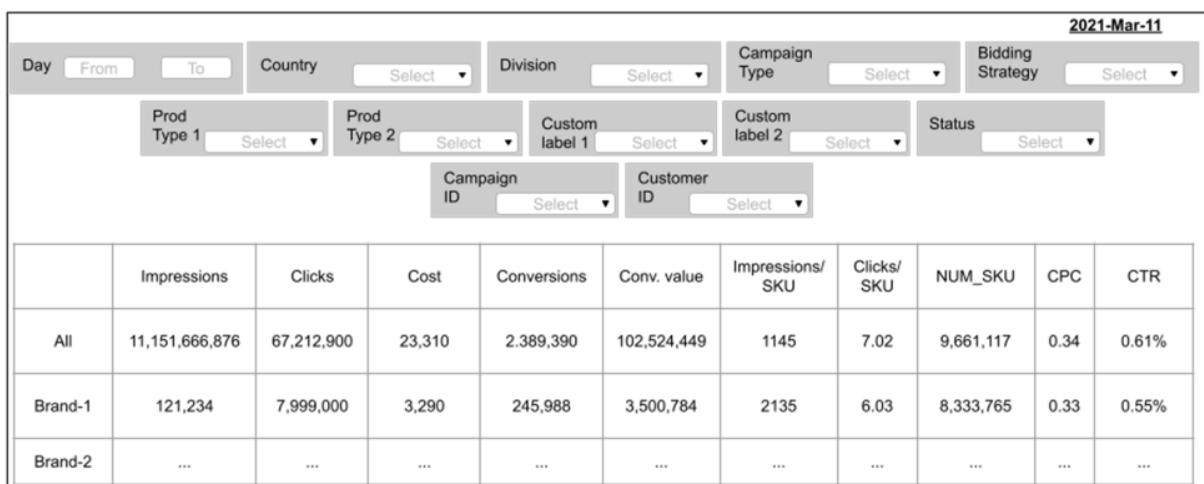 2021-Mar-11
Day From To Country Select Division Select Campaign Type Select Bidding Strategy Select
Prod Type 1 Select Prod Type 2 Select Custom label 1 Select Custom label 2 Select Status Select
Campaign ID Select Customer ID Select
Impressions Clicks Cost Conversions Conv. value Impressions/ SKU Clicks/ SKU NUM_SKU CPC CTR
All 11,151,666,876 67,212,900 23,310 2.389,390 102,524,449 1145 7.02 9,661,117 0.34 0.61%
Brand-1 121,234 7,999,000 3,290 245,988 3,500,784 2135 6.03 8,333,765 0.33 0.55%
Brand-2 ... ... ... ... ... ... ... ... ... ...